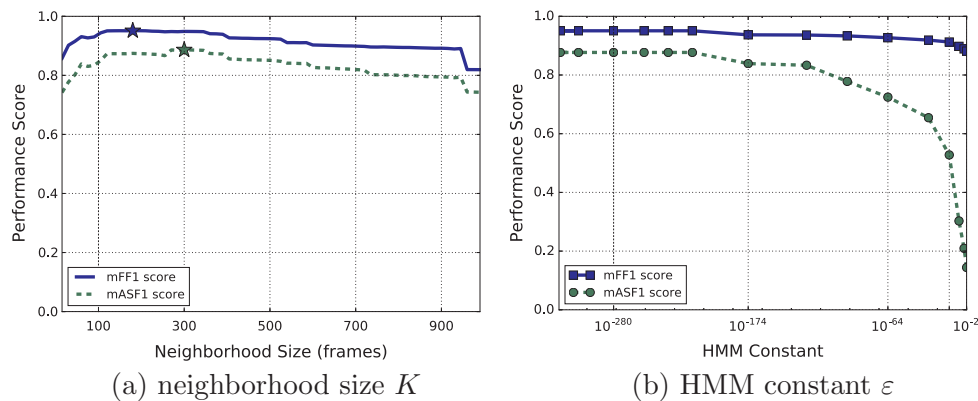 1.0
0.8
0.6
0.4
0.2
0.0
Performance Score
mFF1 score
mASF1 score
100 300 500 700 900
Neighborhood Size (frames)
(a) neighborhood size K
1.0
0.8
0.6
0.4
0.2
0.0
Performance Score
mFF1 score
mASF1 score
10^-280 10^-174 10^-64 10^-2
HMM Constant
(b) HMM constant ε